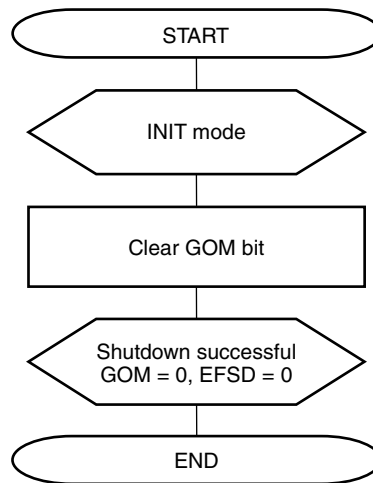 START
INIT mode
Clear GOM bit
Shutdown successful
GOM = 0, EFSD = 0
END